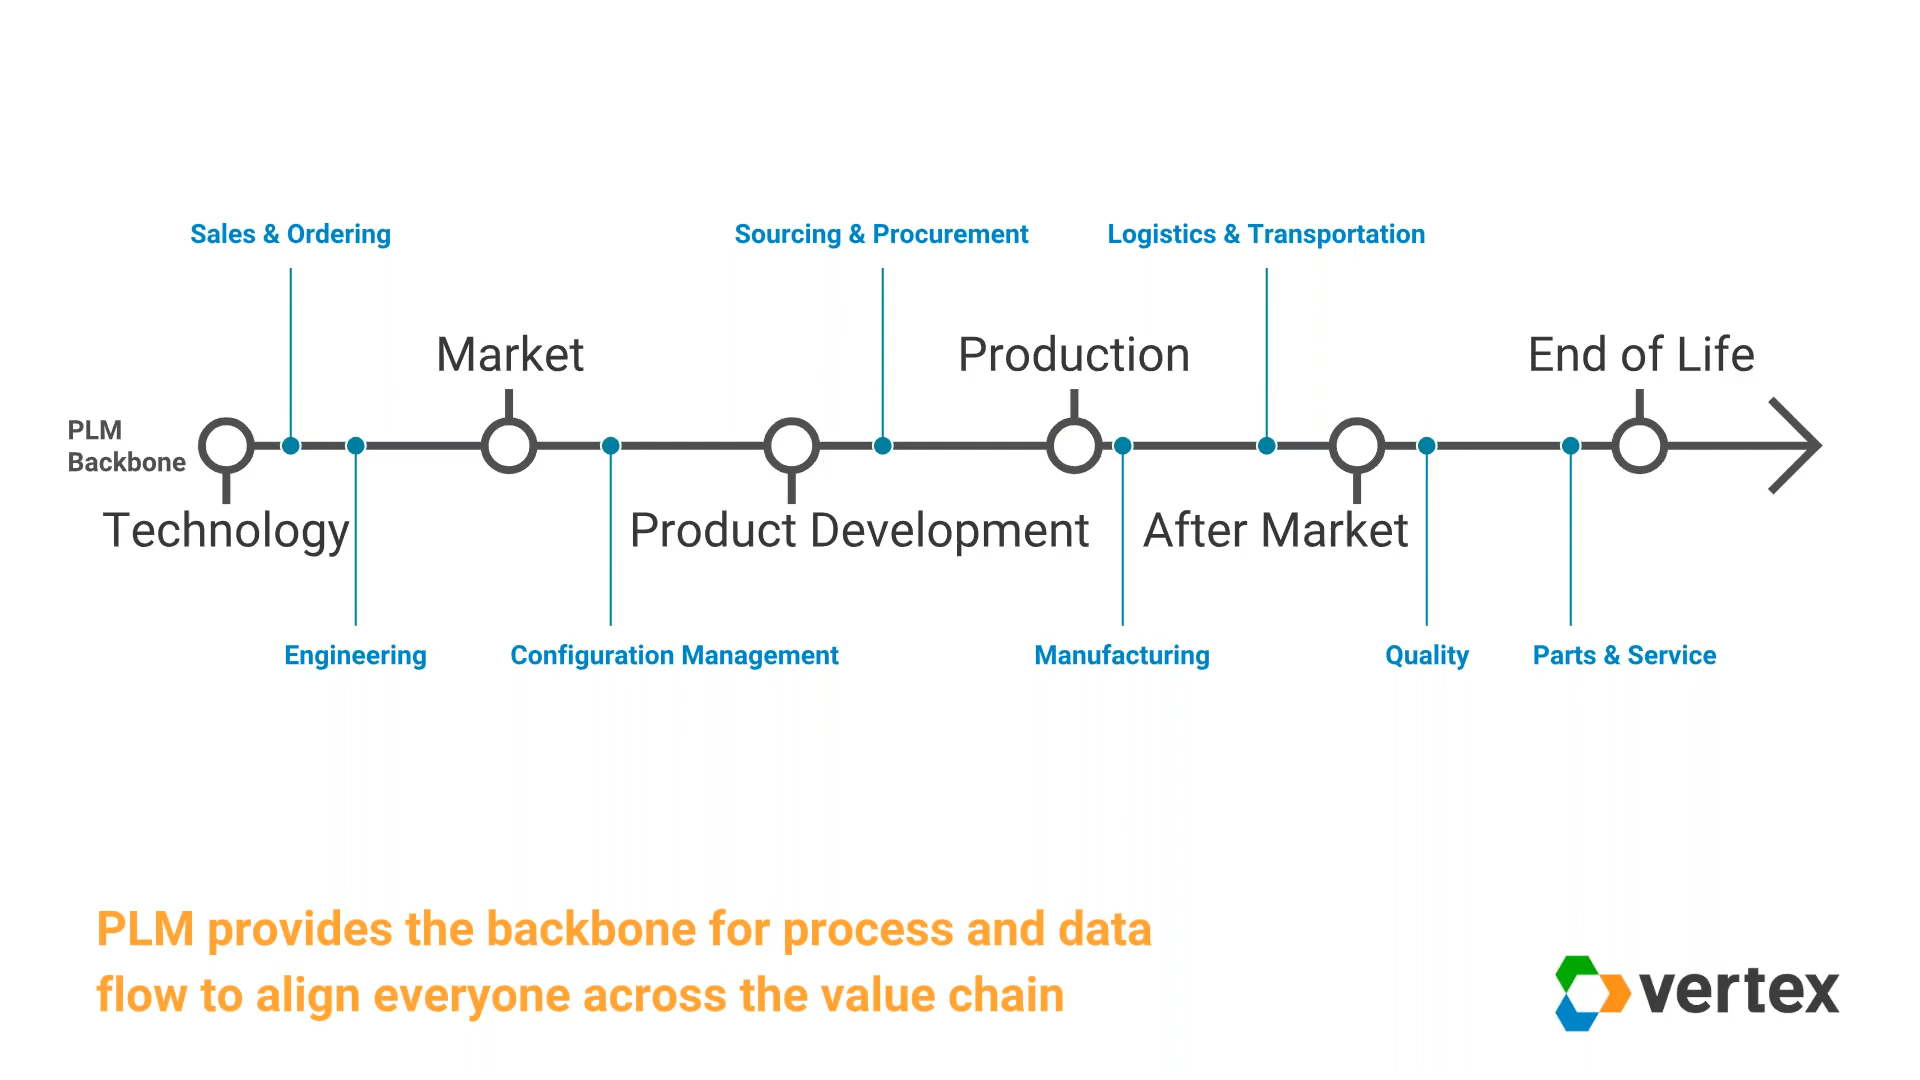 Sales & Ordering
Sourcing & Procurement
Logistics & Transportation
Market
Production
End of Life
PLM
Backbone
Technology
Product Development
After Market
Engineering
Configuration Management
Manufacturing
Quality
Parts & Service
PLM provides the backbone for process and data
flow to align everyone across the value chain
vertex